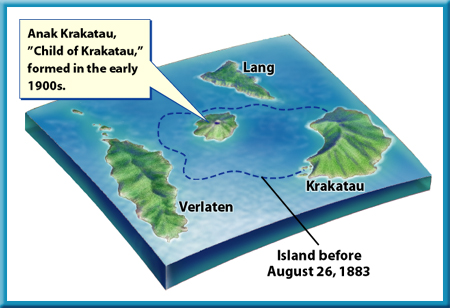 Anak Krakatau,
”Child of Krakatau,”
formed in the early
1900s.
Lang
Krakatau
Verlaten
Island before
August 26, 1883